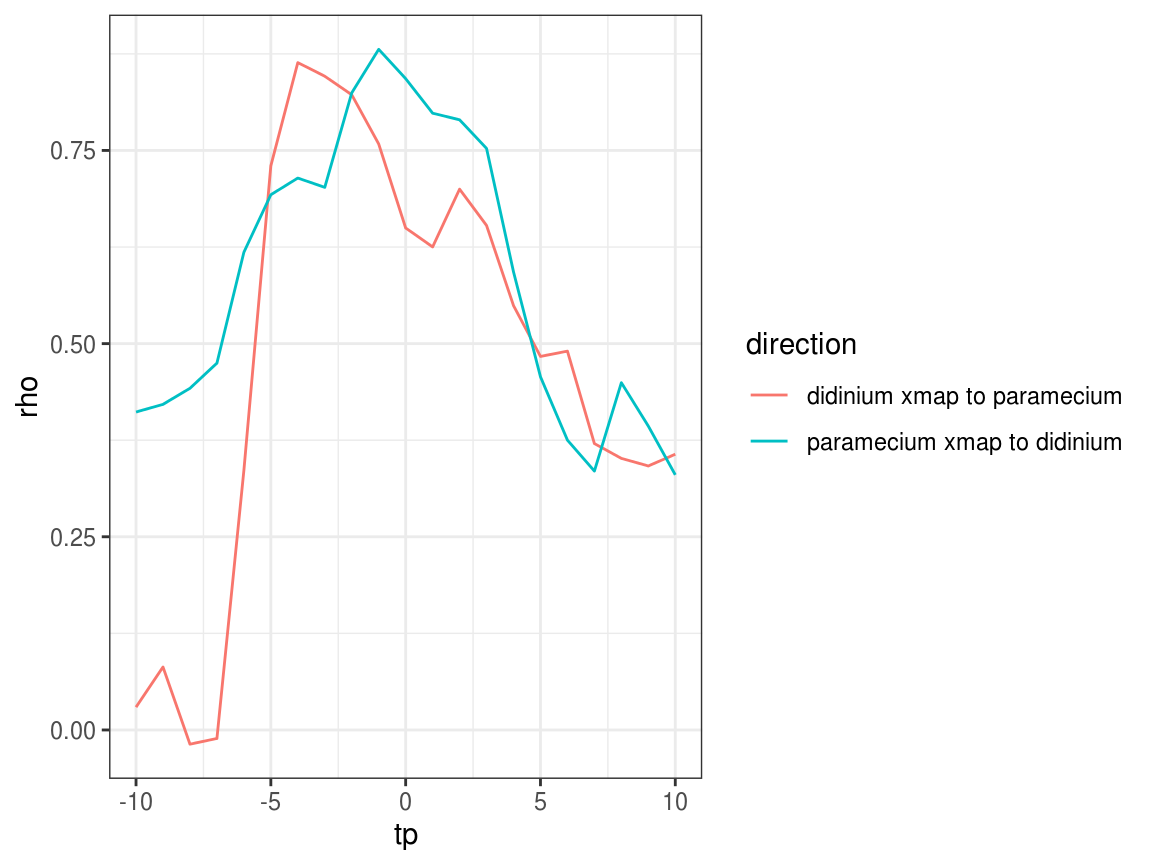 0.75
0.50
0.25
0.00
rho
-10 -5 0 5 10
tp
direction
didinium xmap to paramecium
paramecium xmap to didinium